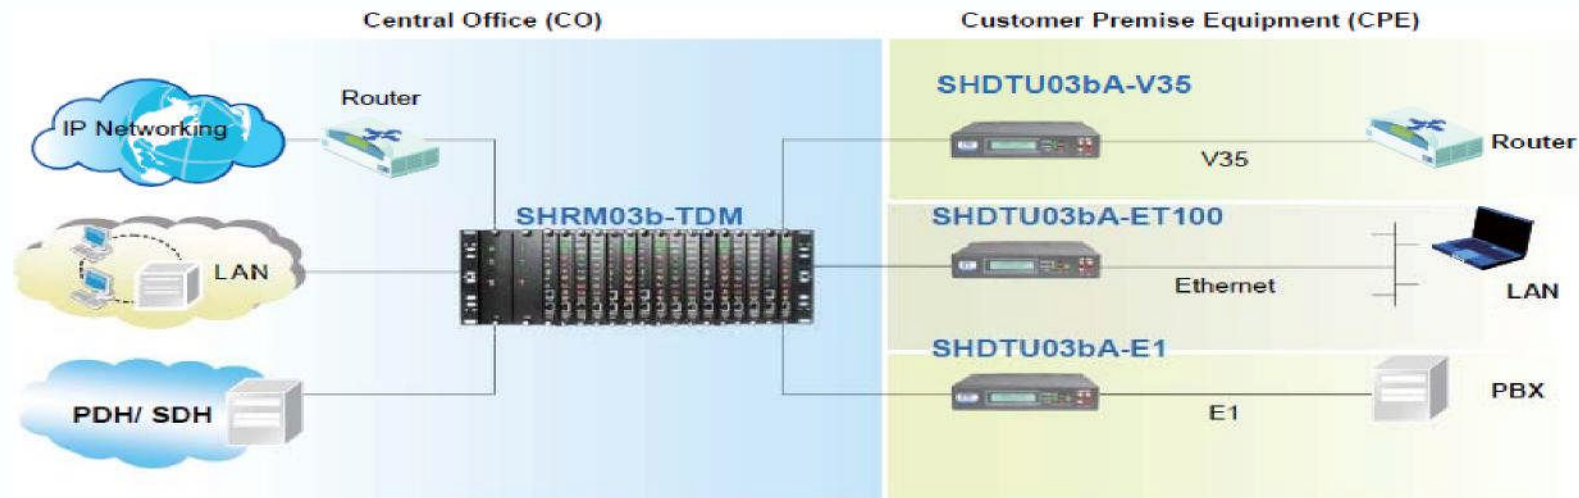 Central Office (CO)
Customer Premise Equipment (CPE)
IP Networking
Router
SHDTU03bA-V35
V35
Router
LAN
SHRM03b-TDM
SHDTU03bA-ET100
Ethernet
LAN
PDH/ SDH
SHDTU03bA-E1
E1
PBX